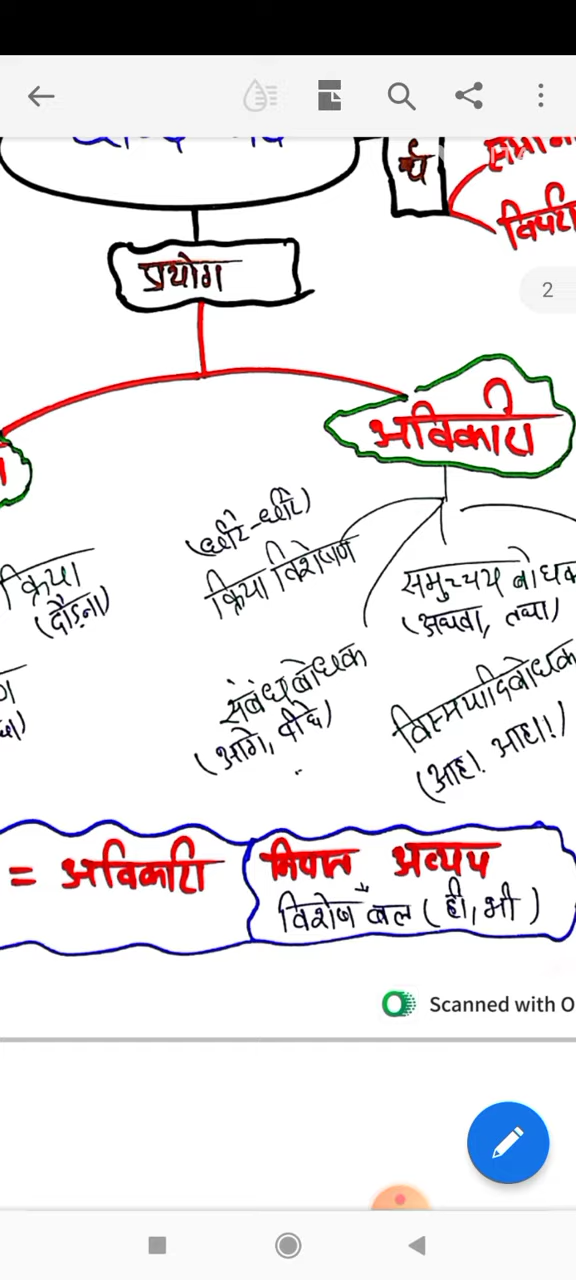 2
प्रयोग
अविकारी
(धीरे-धीरे)
क्रिया
क्रिया विशेषण
समुच्चय बोधक
(दौड़ना)
(अथवा, तथा)
संबंधबोधक
(आगे, पीछे)
विस्मयादिबोधक
(आह! आहा!)
= अविकारी
निपात अव्यय
विशेष बल (ही, भी)
Scanned with O